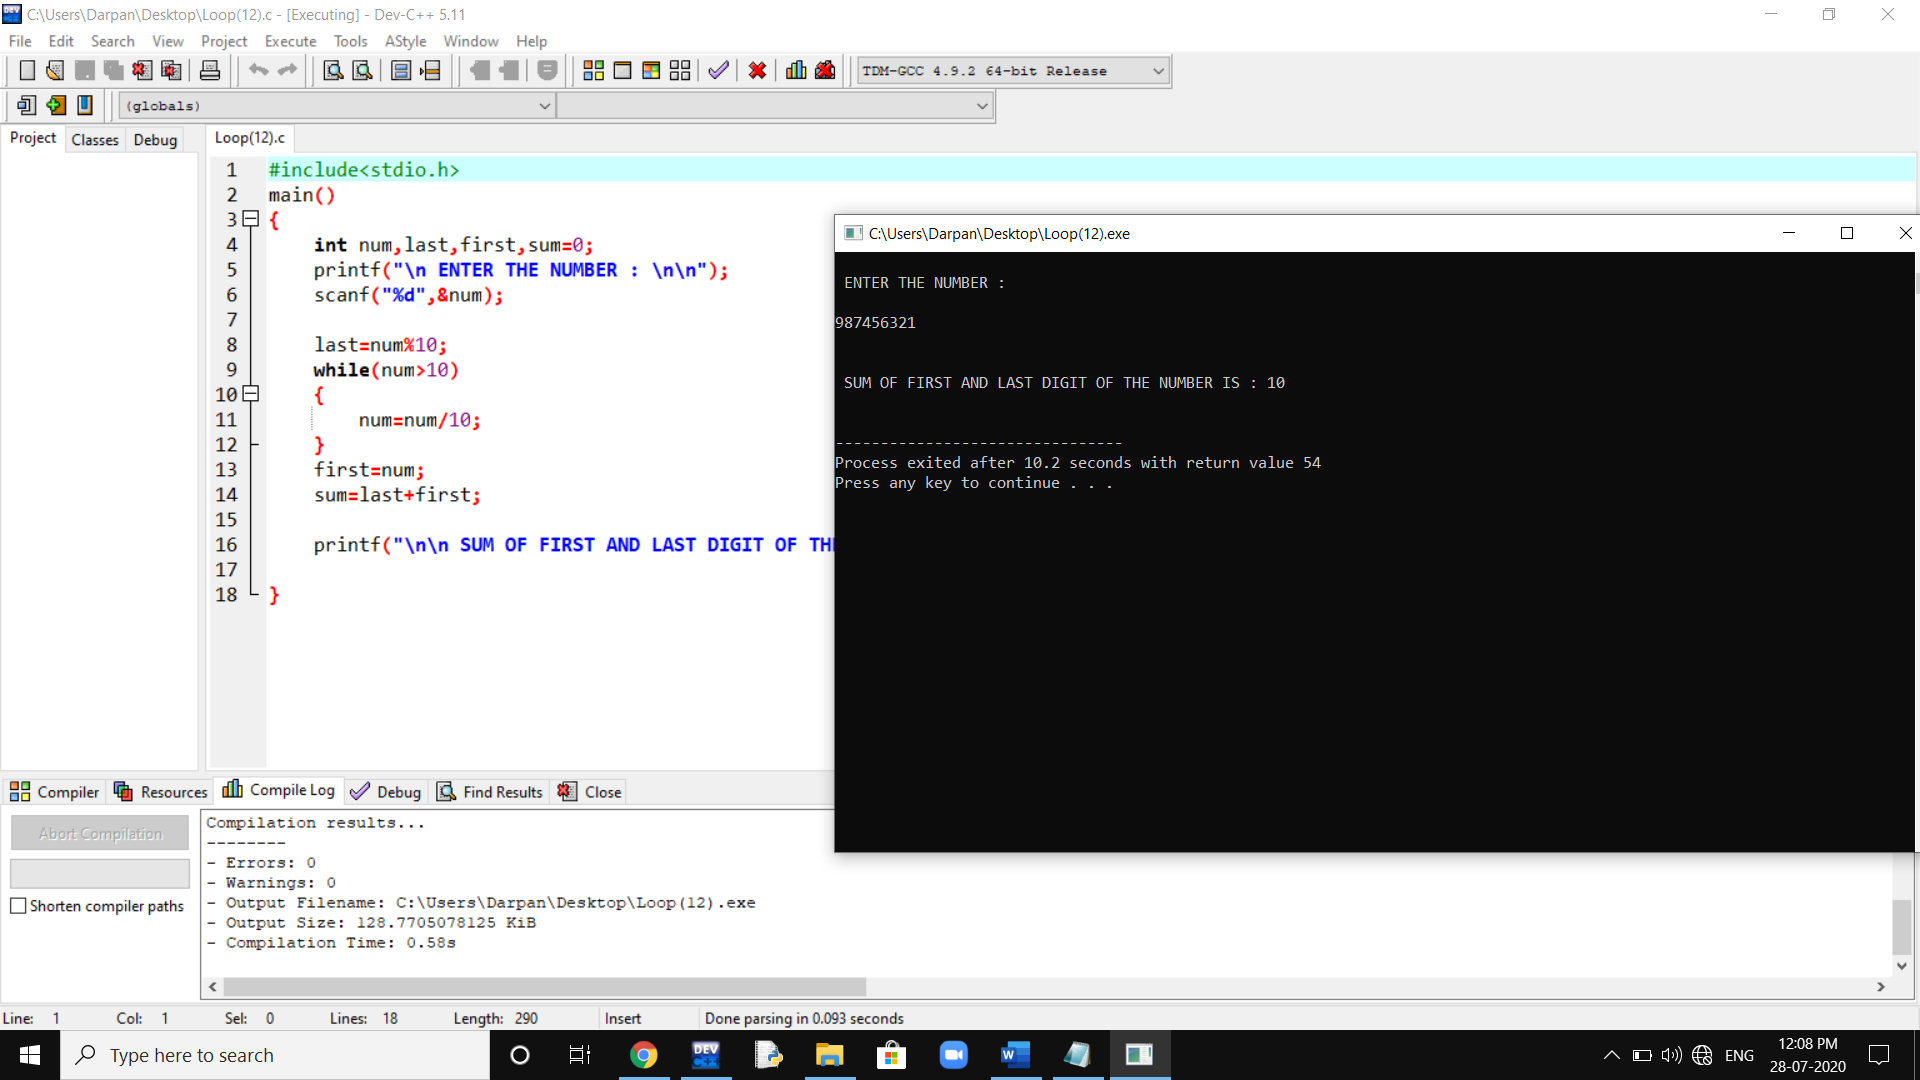 C:\Users\Darpan\Desktop\Loop(12).c - [Executing] - Dev-C++ 5.11
File Edit Search View Project Execute Tools AStyle Window Help
TDM-GCC 4.9.2 64-bit Release
(globals)
Project Classes Debug Loop(12).c
1 #include<stdio.h>
2 main()
3 {
4 int num,last,first,sum=0;
5 printf("\n ENTER THE NUMBER : \n\n");
6 scanf("%d",&num);
7
8 last=num%10;
9 while(num>10)
10 {
11 num=num/10;
12 }
13 first=num;
14 sum=last+first;
15
16 printf("\n\n SUM OF FIRST AND LAST DIGIT OF TH
17
18 }
C:\Users\Darpan\Desktop\Loop(12).exe
ENTER THE NUMBER :
987456321
SUM OF FIRST AND LAST DIGIT OF THE NUMBER IS : 10
--------------------------------
Process exited after 10.2 seconds with return value 54
Press any key to continue . . .
Compiler Resources Compile Log Debug Find Results Close
Abort Compilation
Shorten compiler paths
Compilation results...
--------
- Errors: 0
- Warnings: 0
- Output Filename: C:\Users\Darpan\Desktop\Loop(12).exe
- Output Size: 128.7705078125 KiB
- Compilation Time: 0.58s
Line: 1 Col: 1 Sel: 0 Lines: 18 Length: 290 Insert Done parsing in 0.093 seconds
Type here to search
DEV C++
W
ENG
12:08 PM
28-07-2020